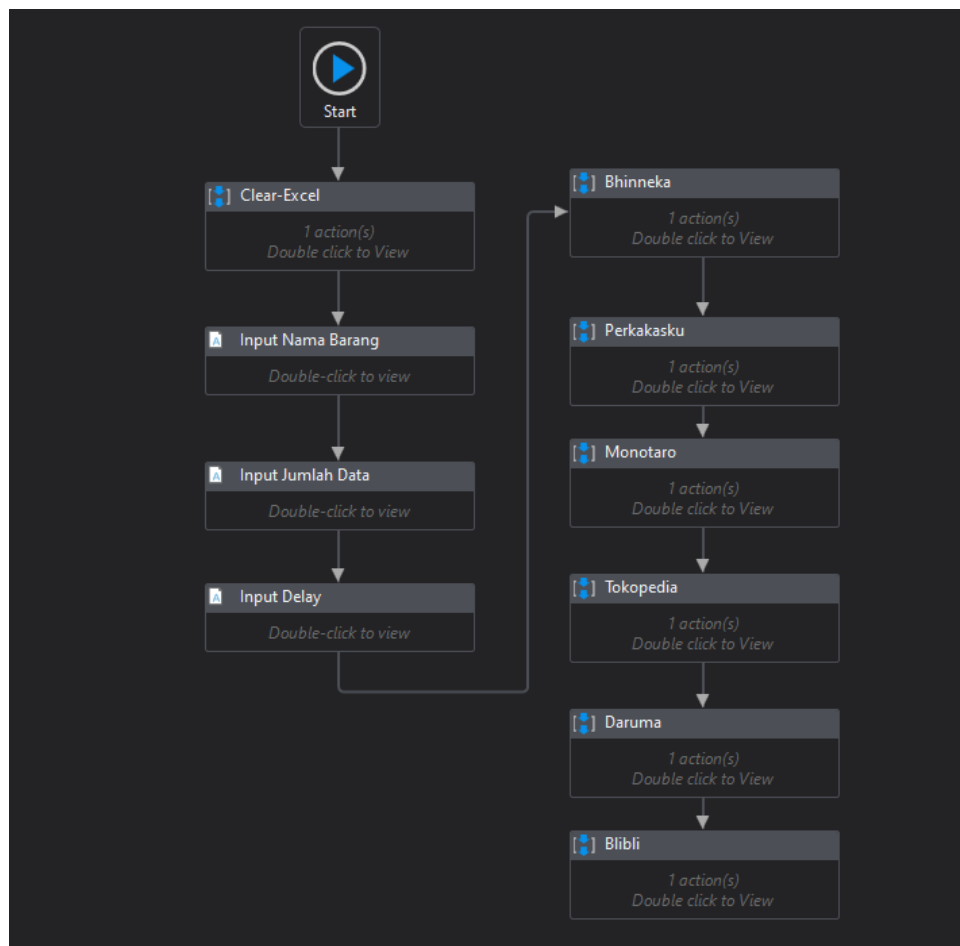 Start
Clear-Excel
1 action(s)
Double click to View
Input Nama Barang
Double-click to view
Input Jumlah Data
Double-click to view
Input Delay
Double-click to view
Bhinneka
1 action(s)
Double click to View
Perkakasku
1 action(s)
Double click to View
Monotaro
1 action(s)
Double click to View
Tokopedia
1 action(s)
Double click to View
Daruma
1 action(s)
Double click to View
Blibli
1 action(s)
Double click to View